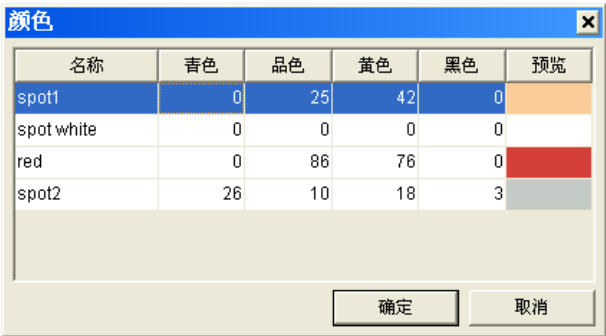 颜色
名称 青色 品色 黄色 黑色 预览
spot1 0 25 42 0
spot white 0 0 0 0
red 0 86 76 0
spot2 26 10 18 3
确定 取消